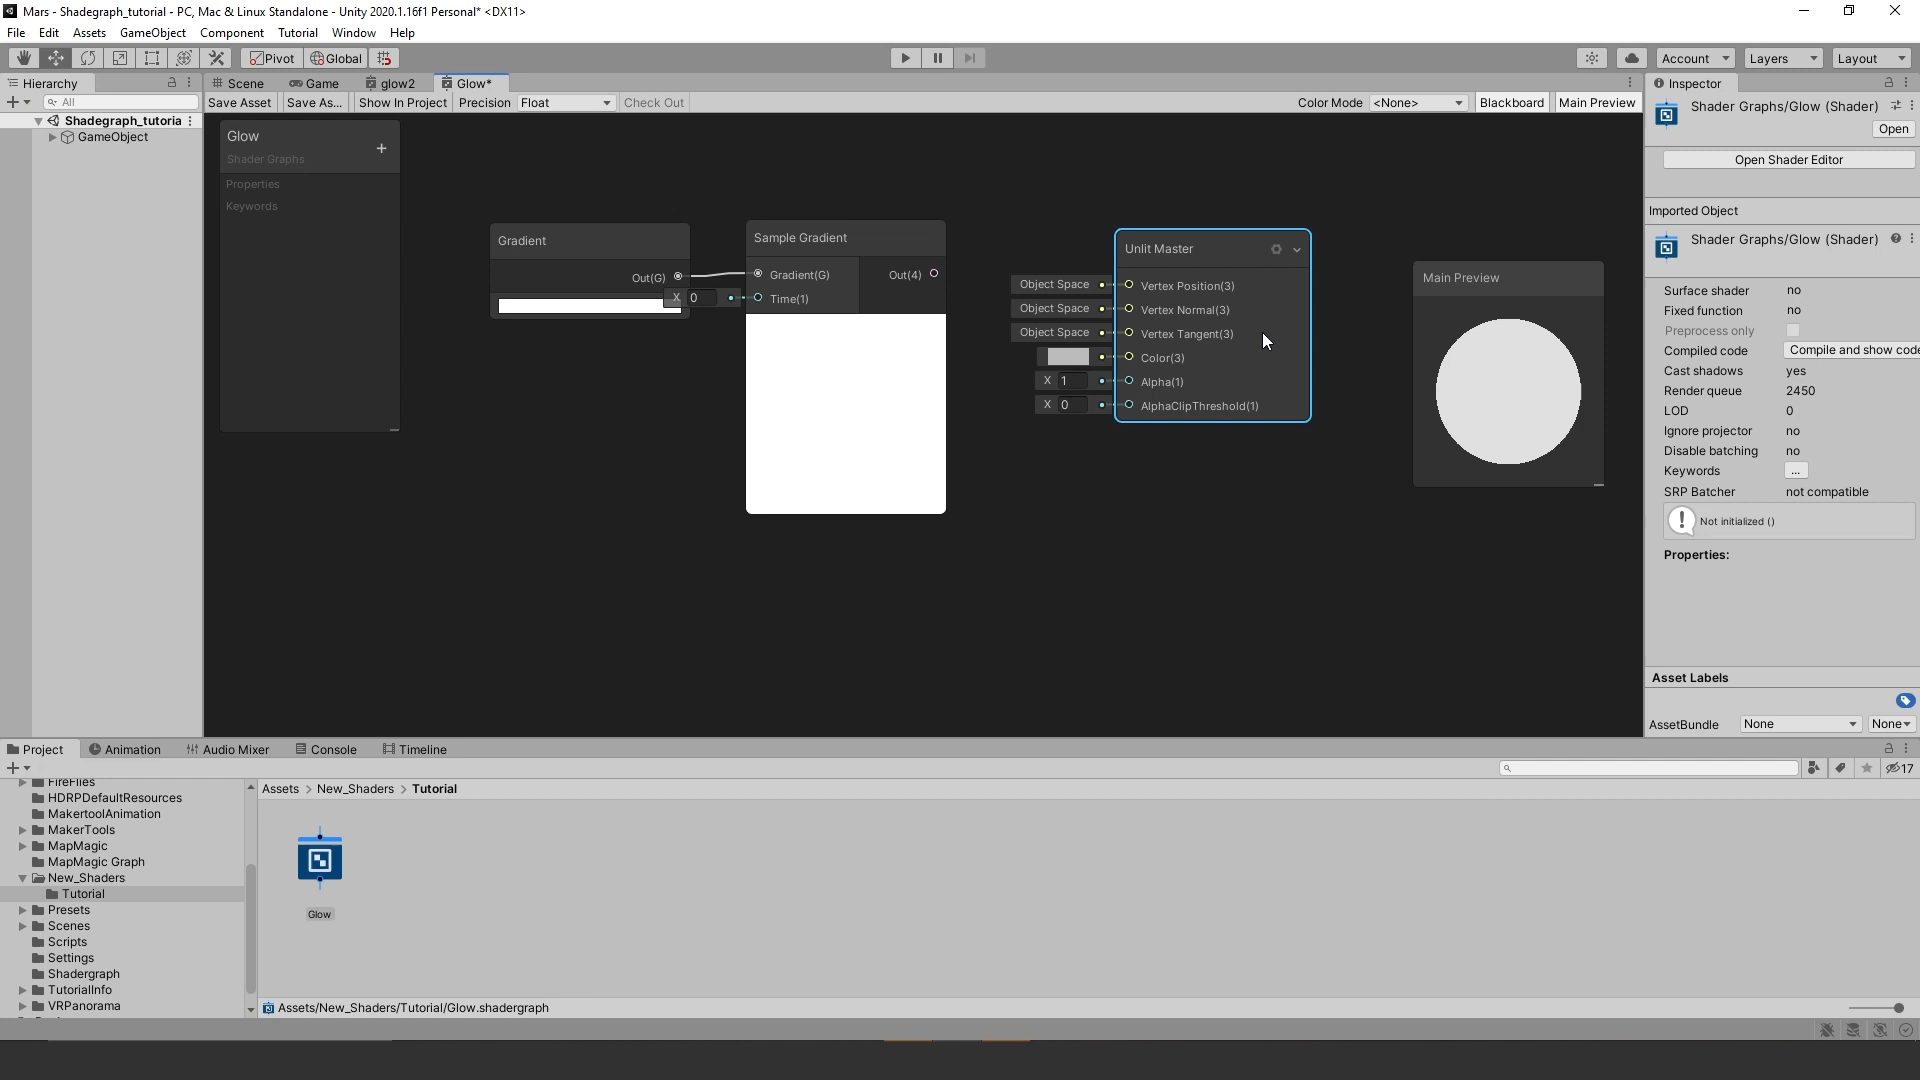 Mars - Shadegraph_tutorial - PC, Mac & Linux Standalone - Unity 2020.1.16f1 Personal* <DX11>
File Edit Assets GameObject Component Tutorial Window Help
Pivot Global Account Layers Layout
Hierarchy
All
Shadegraph_tutoria
GameObject
Scene Game glow2 Glow*
Save Asset Save As... Show In Project Precision Float Check Out Color Mode <None> Blackboard Main Preview
Glow
Shader Graphs
Properties
Keywords
Gradient
Out(G)
X 0
Sample Gradient
Gradient(G) Out(4)
Time(1)
Unlit Master
Object Space Vertex Position(3)
Object Space Vertex Normal(3)
Object Space Vertex Tangent(3)
Color(3)
X 1 Alpha(1)
X 0 AlphaClipThreshold(1)
Main Preview
Inspector
Shader Graphs/Glow (Shader)
Open
Open Shader Editor
Imported Object
Shader Graphs/Glow (Shader)
Surface shader no
Fixed function no
Preprocess only
Compiled code Compile and show code
Cast shadows yes
Render queue 2450
LOD 0
Ignore projector no
Disable batching no
Keywords ...
SRP Batcher not compatible
Not initialized ()
Properties:
Asset Labels
AssetBundle None None
Project Animation Audio Mixer Console Timeline
17
FireFlies
HDRPDefaultResources
MakertoolAnimation
MakerTools
MapMagic
MapMagic Graph
New_Shaders
Tutorial
Presets
Scenes
Scripts
Settings
Shadergraph
TutorialInfo
VRPanorama
Assets > New_Shaders > Tutorial
Glow
Assets/New_Shaders/Tutorial/Glow.shadergraph